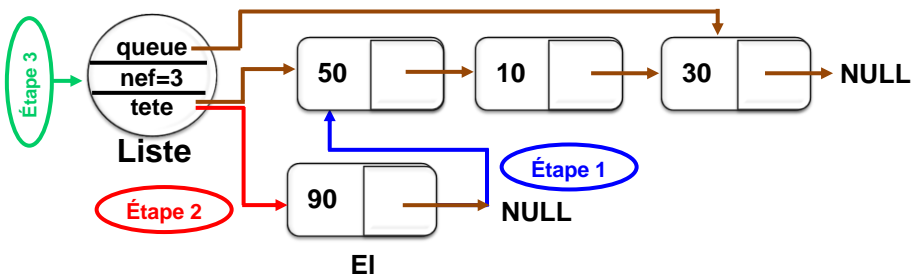 Étape 3
queue
nef=3
tete
Liste
50
10
30
NULL
Étape 1
Étape 2
90
NULL
El